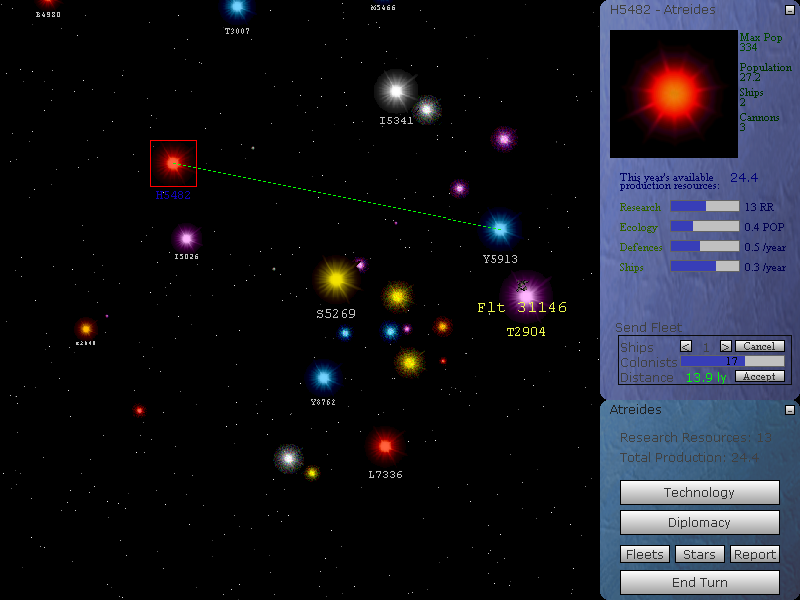 B4980
T3007
M5466
I5341
H5482
I5026
Y5913
S5269
Flt 31146
T2904
Y8762
L7336
H5482 - Atreides
Max Pop
334
Population
27.2
Ships
2
Cannons
3
This year's available
production resources: 24.4
Research 13 RR
Ecology 0.4 POP
Defences 0.5 /year
Ships 0.3 /year
Send Fleet
Ships < 1 > Cancel
Colonists 17
Distance 13.9 ly Accept
Atreides
Research Resources: 13
Total Production: 24.4
Technology
Diplomacy
Fleets Stars Report
End Turn